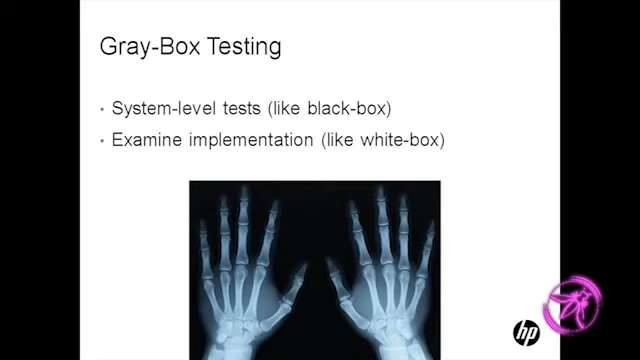 Gray-Box Testing
• System-level tests (like black-box)
• Examine implementation (like white-box)
hp